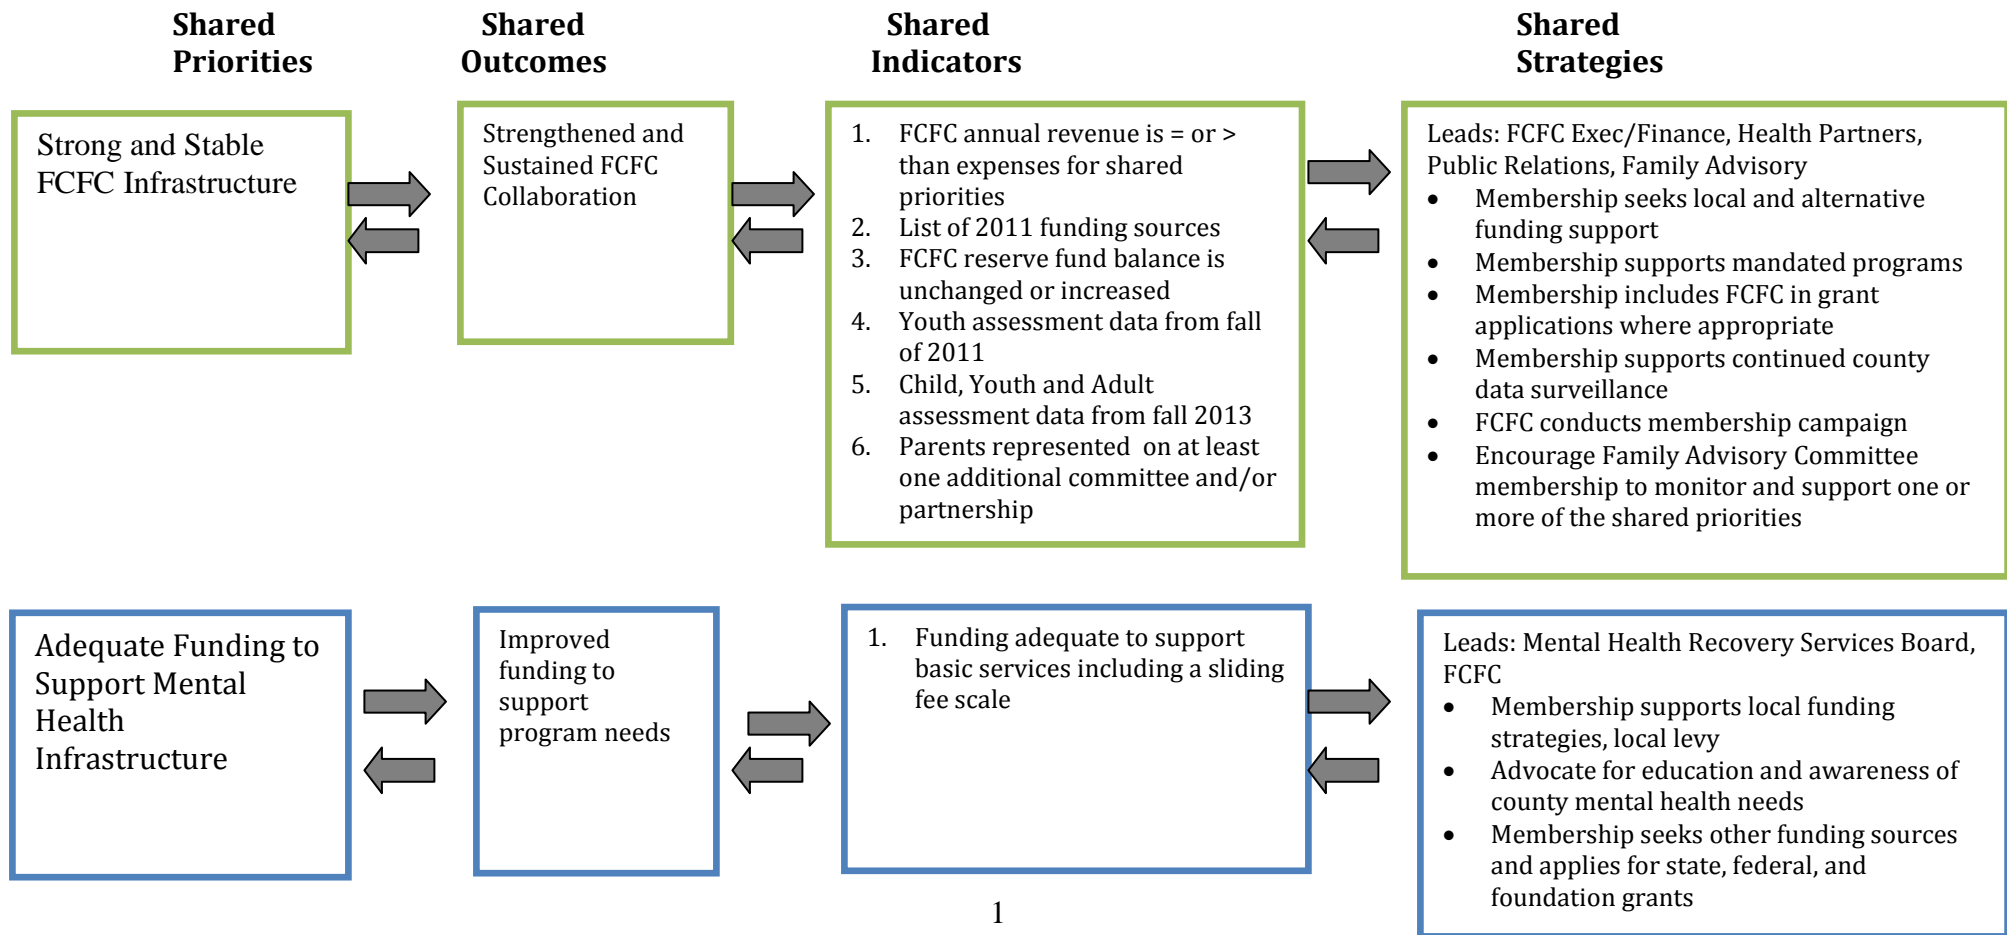 Shared
Priorities
Shared
Outcomes
Shared
Indicators
Shared
Strategies
Strong and Stable
FCFC Infrastructure
Strengthened and
Sustained FCFC
Collaboration
1. FCFC annual revenue is = or >
than expenses for shared
priorities
2. List of 2011 funding sources
3. FCFC reserve fund balance is
unchanged or increased
4. Youth assessment data from fall
of 2011
5. Child, Youth and Adult
assessment data from fall 2013
6. Parents represented on at least
one additional committee and/or
partnership
Leads: FCFC Exec/Finance, Health Partners,
Public Relations, Family Advisory
• Membership seeks local and alternative
funding support
• Membership supports mandated programs
• Membership includes FCFC in grant
applications where appropriate
• Membership supports continued county
data surveillance
• FCFC conducts membership campaign
• Encourage Family Advisory Committee
membership to monitor and support one or
more of the shared priorities
Adequate Funding to
Support Mental
Health
Infrastructure
Improved
funding to
support
program needs
1. Funding adequate to support
basic services including a sliding
fee scale
Leads: Mental Health Recovery Services Board,
FCFC
• Membership supports local funding
strategies, local levy
• Advocate for education and awareness of
county mental health needs
• Membership seeks other funding sources
and applies for state, federal, and
foundation grants
1